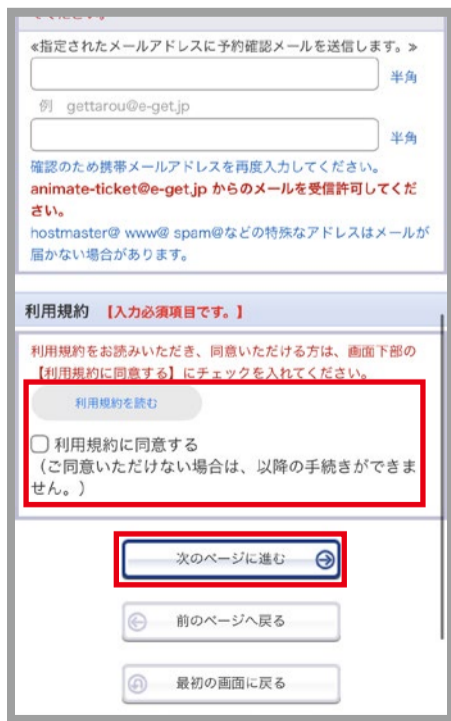 ≪指定されたメールアドレスに予約確認メールを送信します。≫
半角
例 gettarou@e-get.jp
半角
確認のため携帯メールアドレスを再度入力してください。
animate-ticket@e-get.jp からのメールを受信許可してくだ
さい。
hostmaster@ www@ spam@などの特殊なアドレスはメールが
届かない場合があります。
利用規約 【入力必須項目です。】
利用規約をお読みいただき、同意いただける方は、画面下部の
【利用規約に同意する】にチェックを入れてください。
利用規約を読む
利用規約に同意する
（ご同意いただけない場合は、以降の手続きができま
せん。）
次のページに進む
前のページへ戻る
最初の画面に戻る